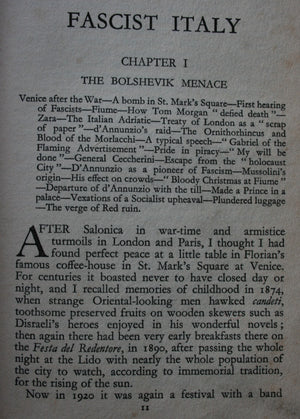 FASCIST ITALY
CHAPTER I
THE BOLSHEVIK MENACE
Venice after the War—A bomb in St. Mark's Square—First hearing
of Fascists—Fiume—How Tom Morgan "defied death"—
Zara—The Italian Adriatic—Treaty of London as a "scrap
of paper"—d'Annunzio's raid—The Ornithorhincus and
Blood of the Morlacchi—A typical speech—"Gabriel of the
Flaming Advertisement"—Pride in piracy—"My will be
done"—General Ceccherini—Escape from the "holocaust
City"—D'Annunzio as a pioneer of Fascism—Mussolini's
origin—His effect on crowds—"Bloody Christmas at Fiume"
—Departure of d'Annunzio with the till—Made a Prince in a
palace—Vexations of a Socialist upheaval—Plundered luggage
—The verge of Red ruin.
AFTER Salonica in war-time and armistice
turmoils in London and Paris, I thought I had
found perfect peace at a little table in Florian's
famous coffee-house in St. Mark's Square at Venice.
For centuries it boasted never to have closed day or
night, and I recalled memories of childhood in 1874,
when strange Oriental-looking men hawked candeti,
toothsome preserved fruits on wooden skewers such as
Disraeli's heroes enjoyed in his wonderful novels;
then again there had been very early breakfasts there on
the Festa del Redentore, in 1890, after passing the whole
night at the Lido with nearly the whole population of
the city to watch, according to immemorial tradition,
for the rising of the sun.
Now in 1920 it was again a festival with a band
11